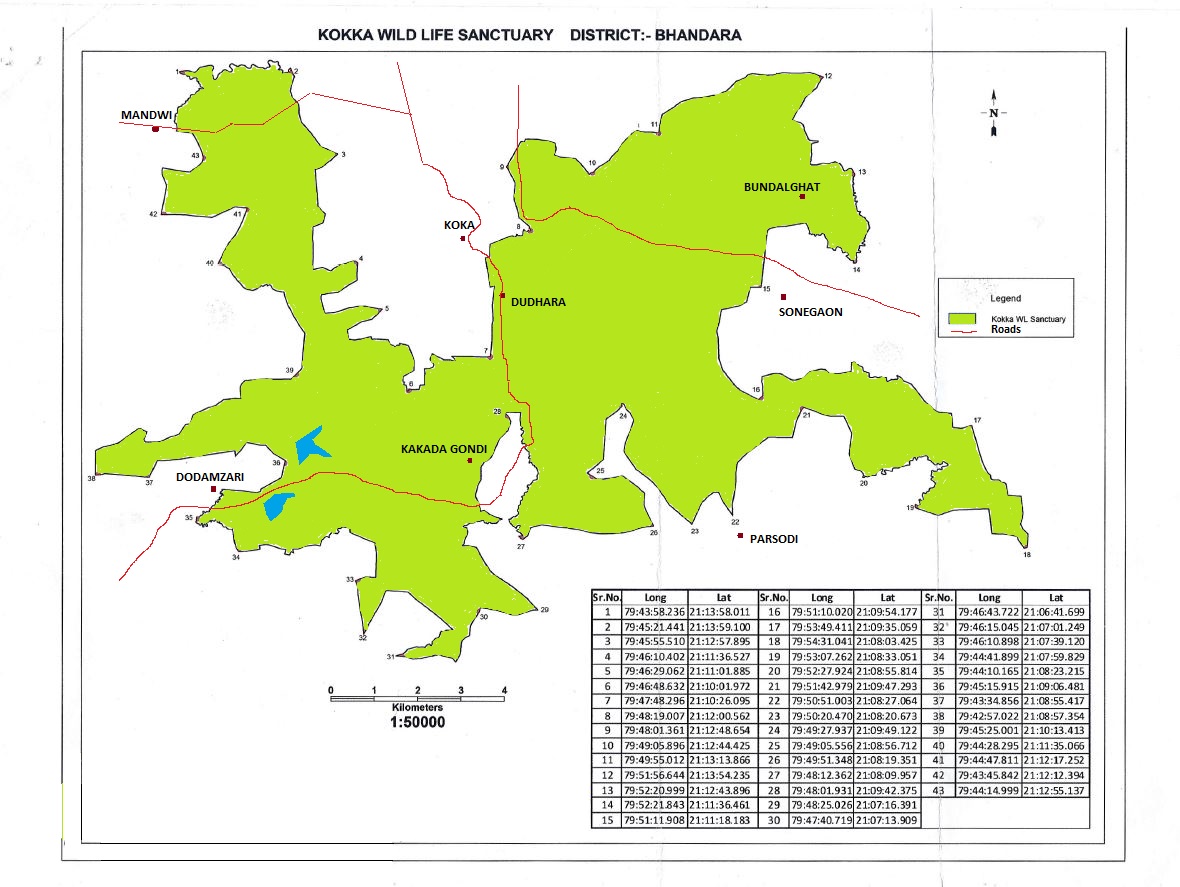 KOKKA WILD LIFE SANCTUARY DISTRICT:- BHANDARA
1
2
12
MANDWI
11
N
43
3
9
10
13
BUNDALGHAT
42
41
KOKA
8
40
4
14
15
DUDHARA
SONEGAON
5
Legend
Kokka WL Sanctuary
Roads
7
39
6
16
28
24
21
17
KAKADA GONDI
36
38
37
DODAMZARI
25
20
35
19
22
23
26
27
PARSODI
34
18
33
29
30
32
31
0 1 2 3 4
Kilometers
1:50000
Sr.No. Long Lat Sr.No. Long Lat Sr.No. Long Lat
1 79:43:58.236 21:13:58.011 16 79:51:10.020 21:09:54.177 31 79:46:43.722 21:06:41.699
2 79:45:21.441 21:13:59.100 17 79:53:49.411 21:09:35.059 32 79:46:15.045 21:07:01.249
3 79:45:55.510 21:12:57.895 18 79:54:31.041 21:08:03.425 33 79:46:10.898 21:07:39.120
4 79:46:10.402 21:11:36.527 19 79:53:07.262 21:08:33.051 34 79:44:41.899 21:07:59.829
5 79:46:29.062 21:11:01.885 20 79:52:27.924 21:08:55.814 35 79:44:10.165 21:08:23.215
6 79:46:48.632 21:10:01.972 21 79:51:42.979 21:09:47.293 36 79:45:15.915 21:09:06.481
7 79:47:48.296 21:10:26.095 22 79:50:51.003 21:08:27.064 37 79:43:34.856 21:08:55.417
8 79:48:19.007 21:12:00.562 23 79:50:20.470 21:08:20.673 38 79:42:57.022 21:08:57.354
9 79:48:01.361 21:12:48.654 24 79:49:27.937 21:09:49.122 39 79:45:25.001 21:10:13.413
10 79:49:05.896 21:12:44.425 25 79:49:05.556 21:08:56.712 40 79:44:28.295 21:11:35.066
11 79:49:55.012 21:13:13.866 26 79:49:51.348 21:08:19.351 41 79:44:47.811 21:12:17.252
12 79:51:56.644 21:13:54.235 27 79:48:12.362 21:08:09.957 42 79:43:45.842 21:12:12.394
13 79:52:20.999 21:12:43.896 28 79:48:01.931 21:09:42.375 43 79:44:14.999 21:12:55.137
14 79:52:21.843 21:11:36.461 29 79:48:25.026 21:07:16.391
15 79:51:11.908 21:11:18.183 30 79:47:40.719 21:07:13.909